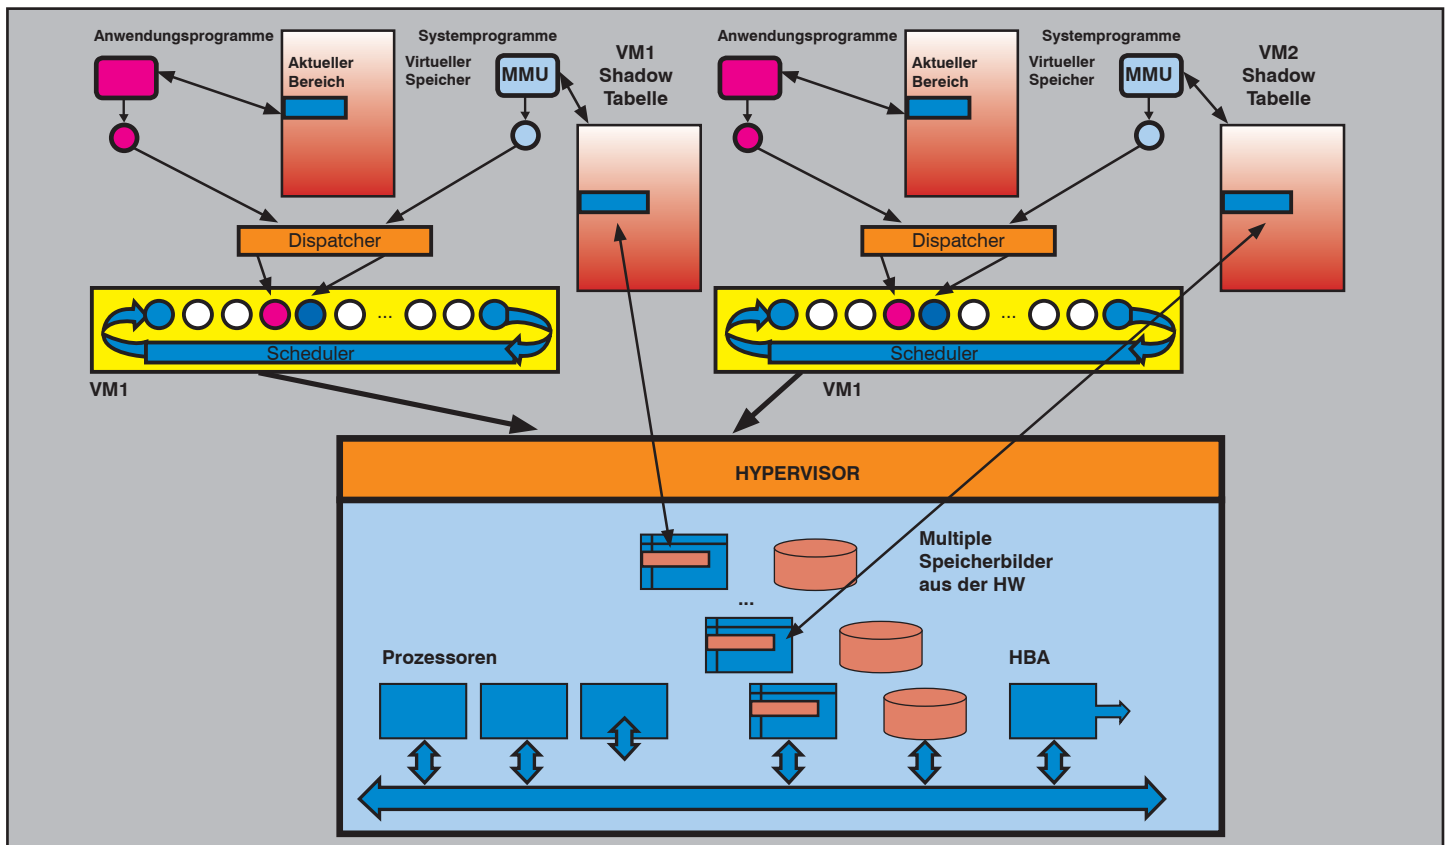 Anwendungsprogramme
Aktueller
Bereich
Systemprogramme
Virtueller
Speicher
MMU
VM1
Shadow
Tabelle
Dispatcher
...
Scheduler
VM1
Anwendungsprogramme
Aktueller
Bereich
Systemprogramme
Virtueller
Speicher
MMU
VM2
Shadow
Tabelle
Dispatcher
...
Scheduler
VM1
HYPERVISOR
Multiple
Speicherbilder
aus der HW
...
Prozessoren
HBA